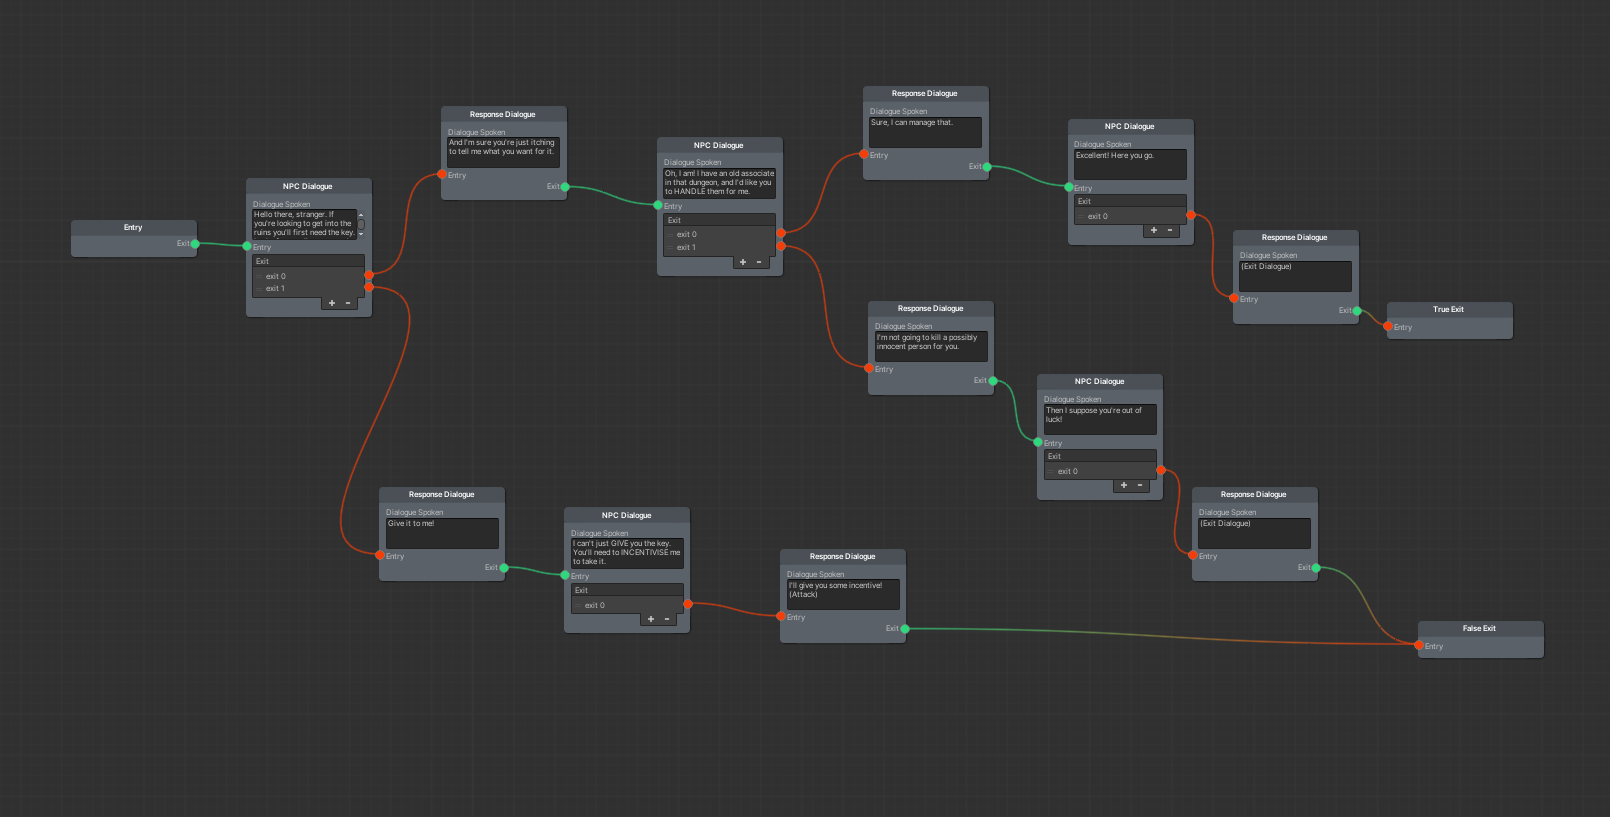 Entry
Exit
NPC Dialogue
Dialogue Spoken
Hello there, stranger. If
you're looking to get into the
ruins you'll first need the key.
Entry
Exit
exit 0
exit 1
+ -
Response Dialogue
Dialogue Spoken
And I'm sure you're just itching
to tell me what you want for it.
Entry
Exit
NPC Dialogue
Dialogue Spoken
Oh, I am! I have an old associate
in that dungeon, and I'd like you
to HANDLE them for me.
Entry
Exit
exit 0
exit 1
+ -
Response Dialogue
Dialogue Spoken
Sure, I can manage that.
Entry
Exit
NPC Dialogue
Dialogue Spoken
Excellent! Here you go.
Entry
Exit
exit 0
+ -
Response Dialogue
Dialogue Spoken
(Exit Dialogue)
Entry
Exit
True Exit
Entry
Response Dialogue
Dialogue Spoken
I'm not going to kill a possibly
innocent person for you.
Entry
Exit
NPC Dialogue
Dialogue Spoken
Then I suppose you're out of
luck!
Entry
Exit
exit 0
+ -
Response Dialogue
Dialogue Spoken
(Exit Dialogue)
Entry
Exit
Response Dialogue
Dialogue Spoken
Give it to me!
Entry
Exit
NPC Dialogue
Dialogue Spoken
I can't just GIVE you the key.
You'll need to INCENTIVISE me
to take it.
Entry
Exit
exit 0
+ -
Response Dialogue
Dialogue Spoken
I'll give you some incentive!
(Attack)
Entry
Exit
False Exit
Entry